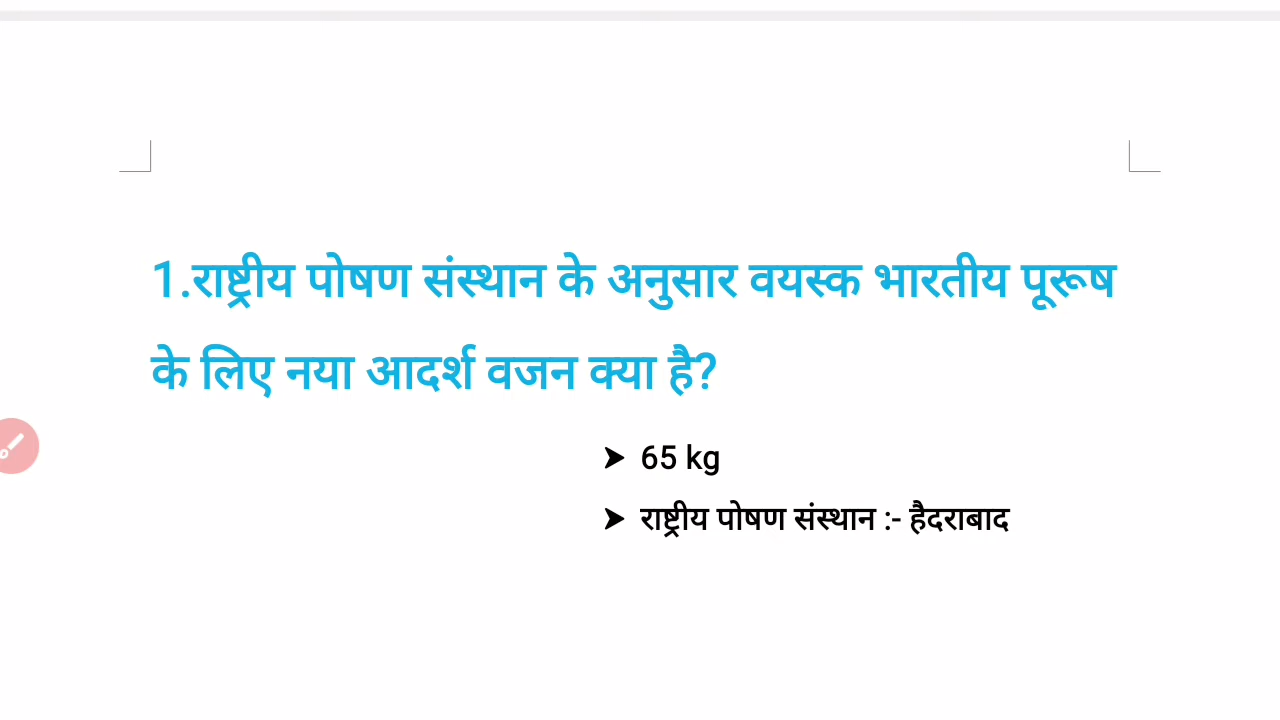 1.राष्ट्रीय पोषण संस्थान के अनुसार वयस्क भारतीय पूरूष
के लिए नया आदर्श वजन क्या है?
➤ 65 kg
➤ राष्ट्रीय पोषण संस्थान :- हैदराबाद